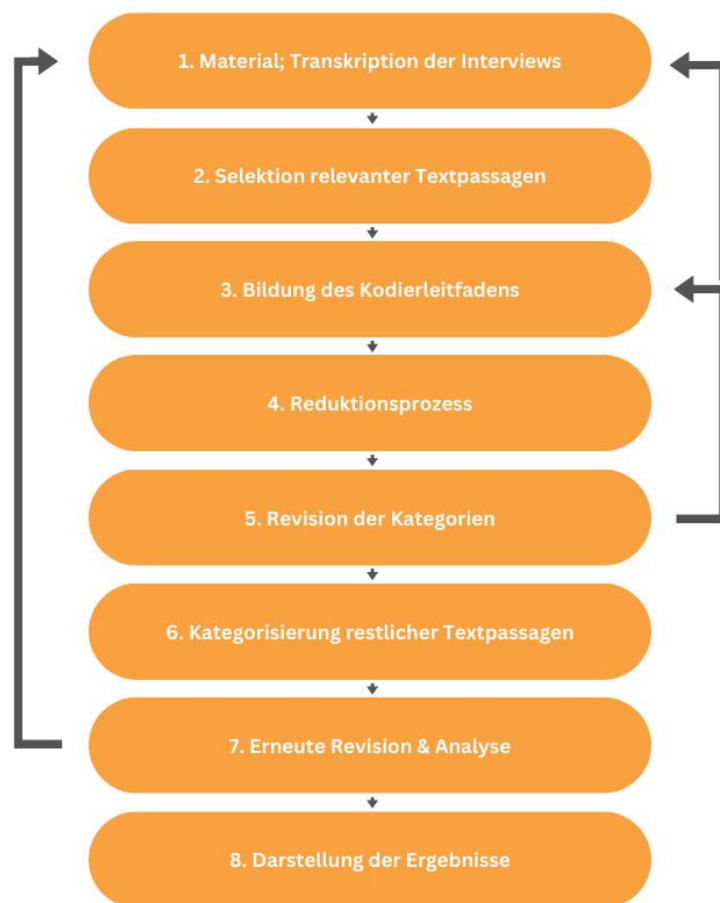 1. Material; Transkription der Interviews
2. Selektion relevanter Textpassagen
3. Bildung des Kodierleitfadens
4. Reduktionsprozess
5. Revision der Kategorien
6. Kategorisierung restlicher Textpassagen
7. Erneute Revision & Analyse
8. Darstellung der Ergebnisse